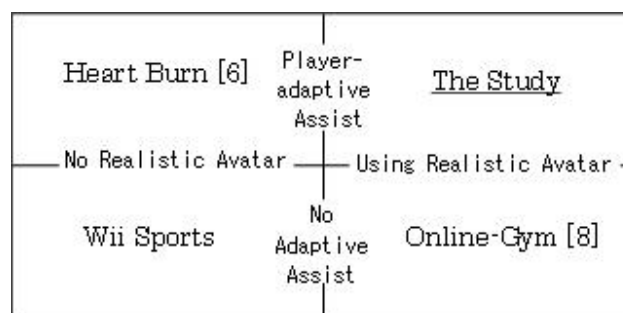 Heart Burn [6]
Player-
adaptive
Assist
The Study
No Realistic Avatar
Using Realistic Avatar
Wii Sports
No
Adaptive
Assist
Online-Gym [8]